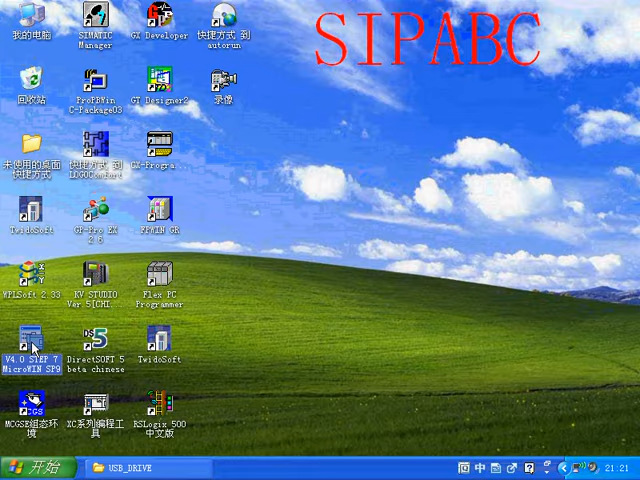 SIPABC
我的电脑
SIMATIC
Manager
GX Developer
快捷方式 到
autorun
回收站
ProPBWin
C-Package03
GT Designer2
录像
未使用的桌面
快捷方式
快捷方式 到
LOGOComfort
CX-Progra...
TwidoSoft
GP-Pro EX
2.6
FPWIN GR
WPLSoft 2.33
KV STUDIO
Ver.5[CHI...
Flex PC
Programmer
V4.0 STEP 7
MicroWIN SP9
DirectSOFT 5
beta chinese
TwidoSoft
MCGSE组态环
境
XC系列编程工
具
RSLogix 500
中文版
开始
USB_DRIVE
中
21:21